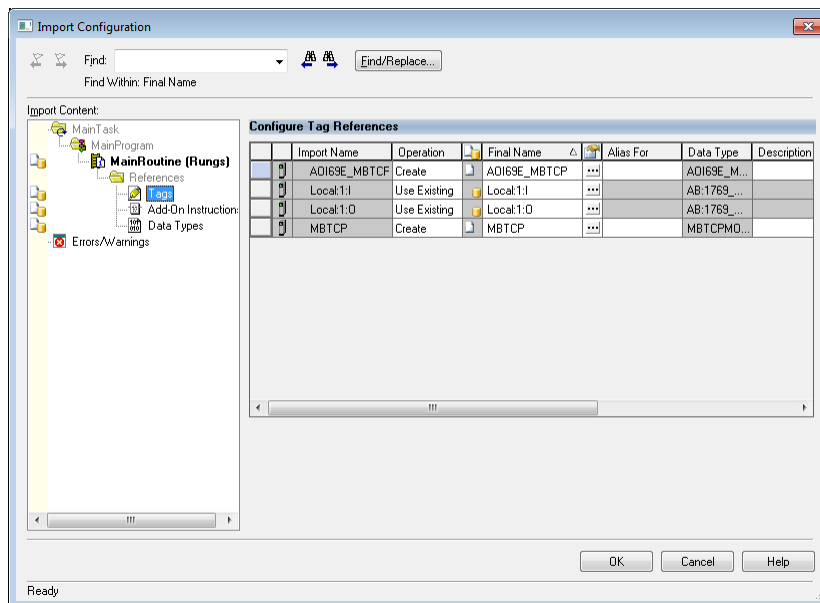 Import Configuration
Find:
Find/Replace...
Find Within: Final Name
Import Content:
MainTask
MainProgram
MainRoutine (Rungs)
References
Tags
Add-On Instruction
Data Types
Errors/Warnings
Configure Tag References
Import Name Operation Final Name Alias For Data Type Description
AOI69E_MBTCP Create AOI69E_MBTCP ... AOI69E_M...
Local:1:I Use Existing Local:1:I ... AB:1769_...
Local:1:O Use Existing Local:1:O ... AB:1769_...
MBTCP Create MBTCP ... MBTCPMO...
OK Cancel Help
Ready